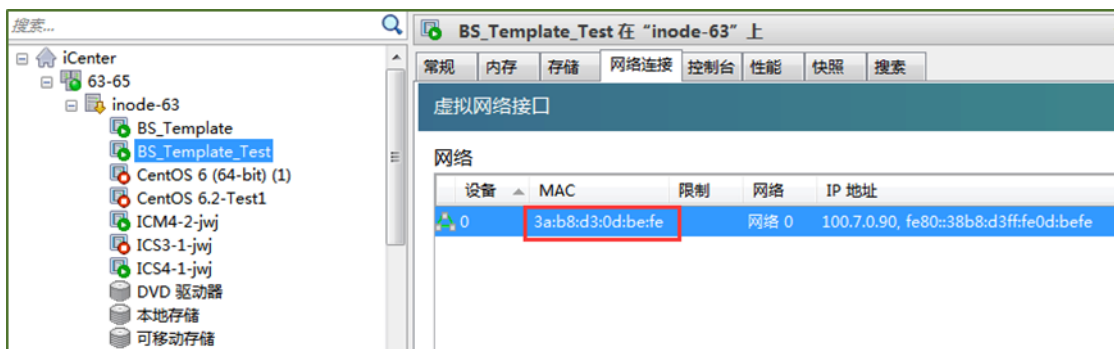 搜索...
iCenter
63-65
inode-63
BS_Template
BS_Template_Test
CentOS 6 (64-bit) (1)
CentOS 6.2-Test1
ICM4-2-jwj
ICS3-1-jwj
ICS4-1-jwj
DVD 驱动器
本地存储
可移动存储
BS_Template_Test 在 “inode-63” 上
常规 内存 存储 网络连接 控制台 性能 快照 搜索
虚拟网络接口
网络
设备 MAC 限制 网络 IP 地址
0 3a:b8:d3:0d:be:fe 网络 0 100.7.0.90, fe80::38b8:d3ff:fe0d:befe